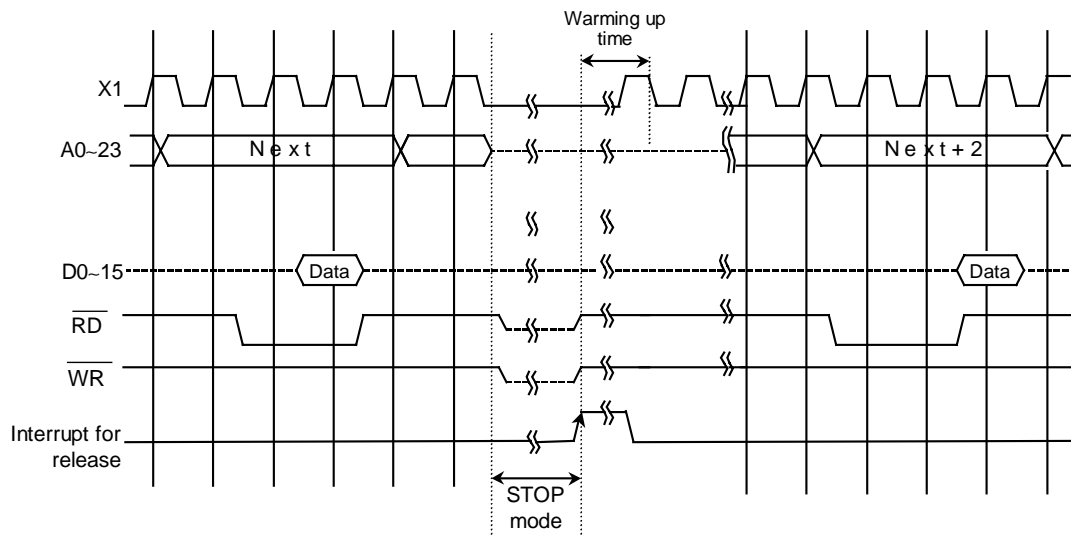 Warming up
time
X1
A0~23
Next
Next+2
D0~15
Data
Data
RD
WR
Interrupt for
release
STOP
mode